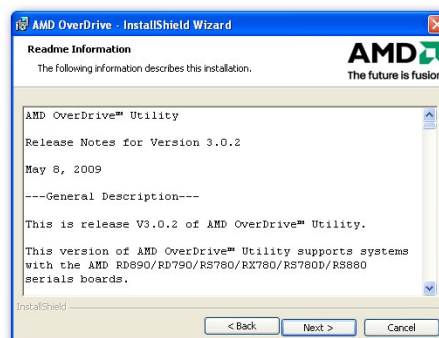 AMD OverDrive - InstallShield Wizard
Readme Information
The following information describes this installation.
AMD
The future is fusion
AMD OverDrive™ Utility
Release Notes for Version 3.0.2
May 8, 2009
---General Description---
This is release V3.0.2 of AMD OverDrive™ Utility.
This version of AMD OverDrive™ Utility supports systems
with the AMD RD890/RD790/RS780/RX780/RS780D/RS880
serials boards.
InstallShield
< Back
Next >
Cancel